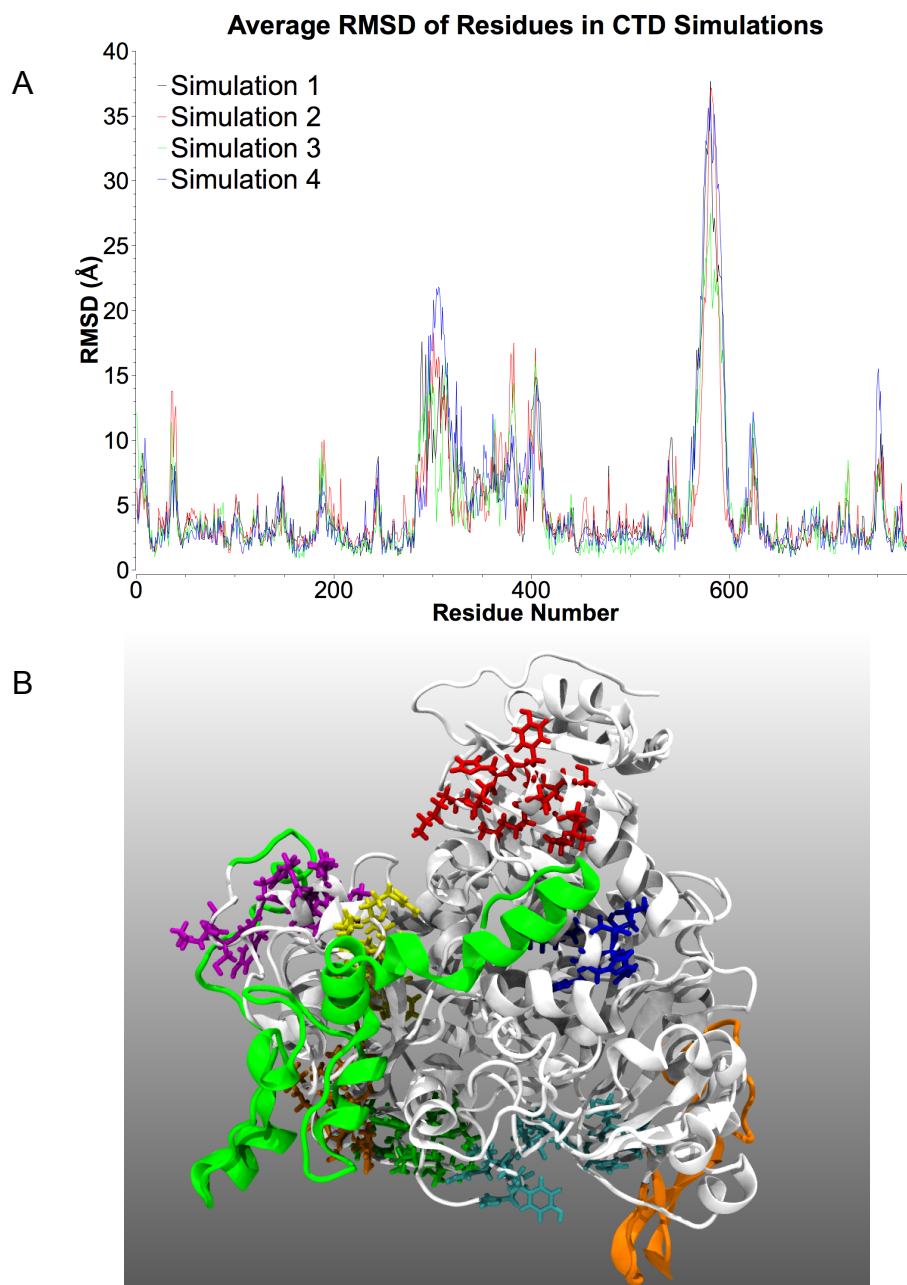 Average RMSD of Residues in CTD Simulations
A
40
35
30
25
20
15
10
5
0
RMSD (Å)
Simulation 1
Simulation 2
Simulation 3
Simulation 4
0 200 400 600
Residue Number
B